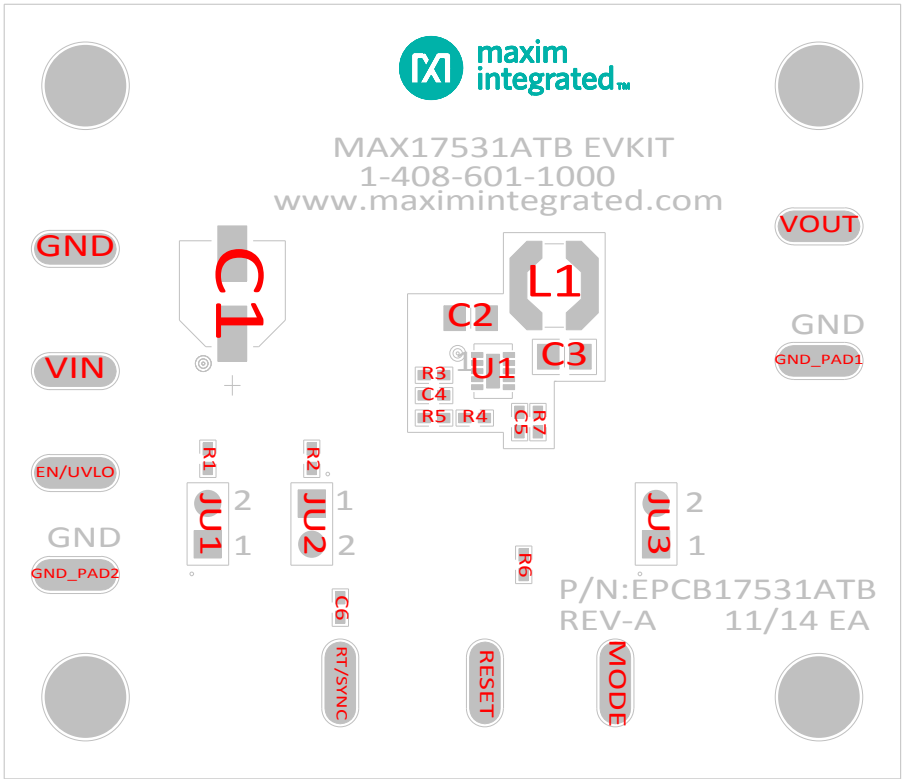 maxim
integrated™
MAX17531ATB EVKIT
1-408-601-1000
www.maximintegrated.com
GND
C1
L1
VOUT
C2
GND
VIN
1
U1
C3
GND_PAD1
R3
C4
R5
R4
C5
R7
EN/UVLO
R1
R2
JU1
2
1
JU2
1
2
JU3
2
1
GND
GND_PAD2
R6
C6
P/N:EPCB17531ATB
REV-A 11/14 EA
RT/SYNC
RESET
MODE